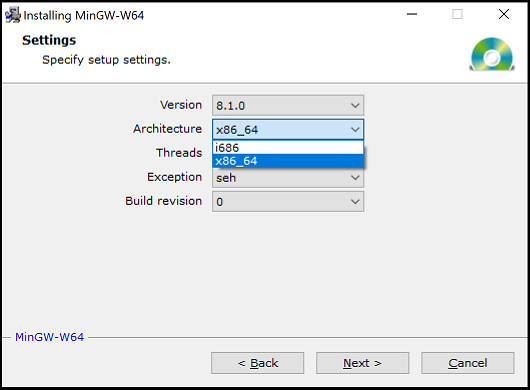 Installing MinGW-W64
Settings
Specify setup settings.
Version 8.1.0
Architecture x86_64
i686
Threads x86_64
Exception seh
Build revision 0
MinGW-W64
< Back Next > Cancel